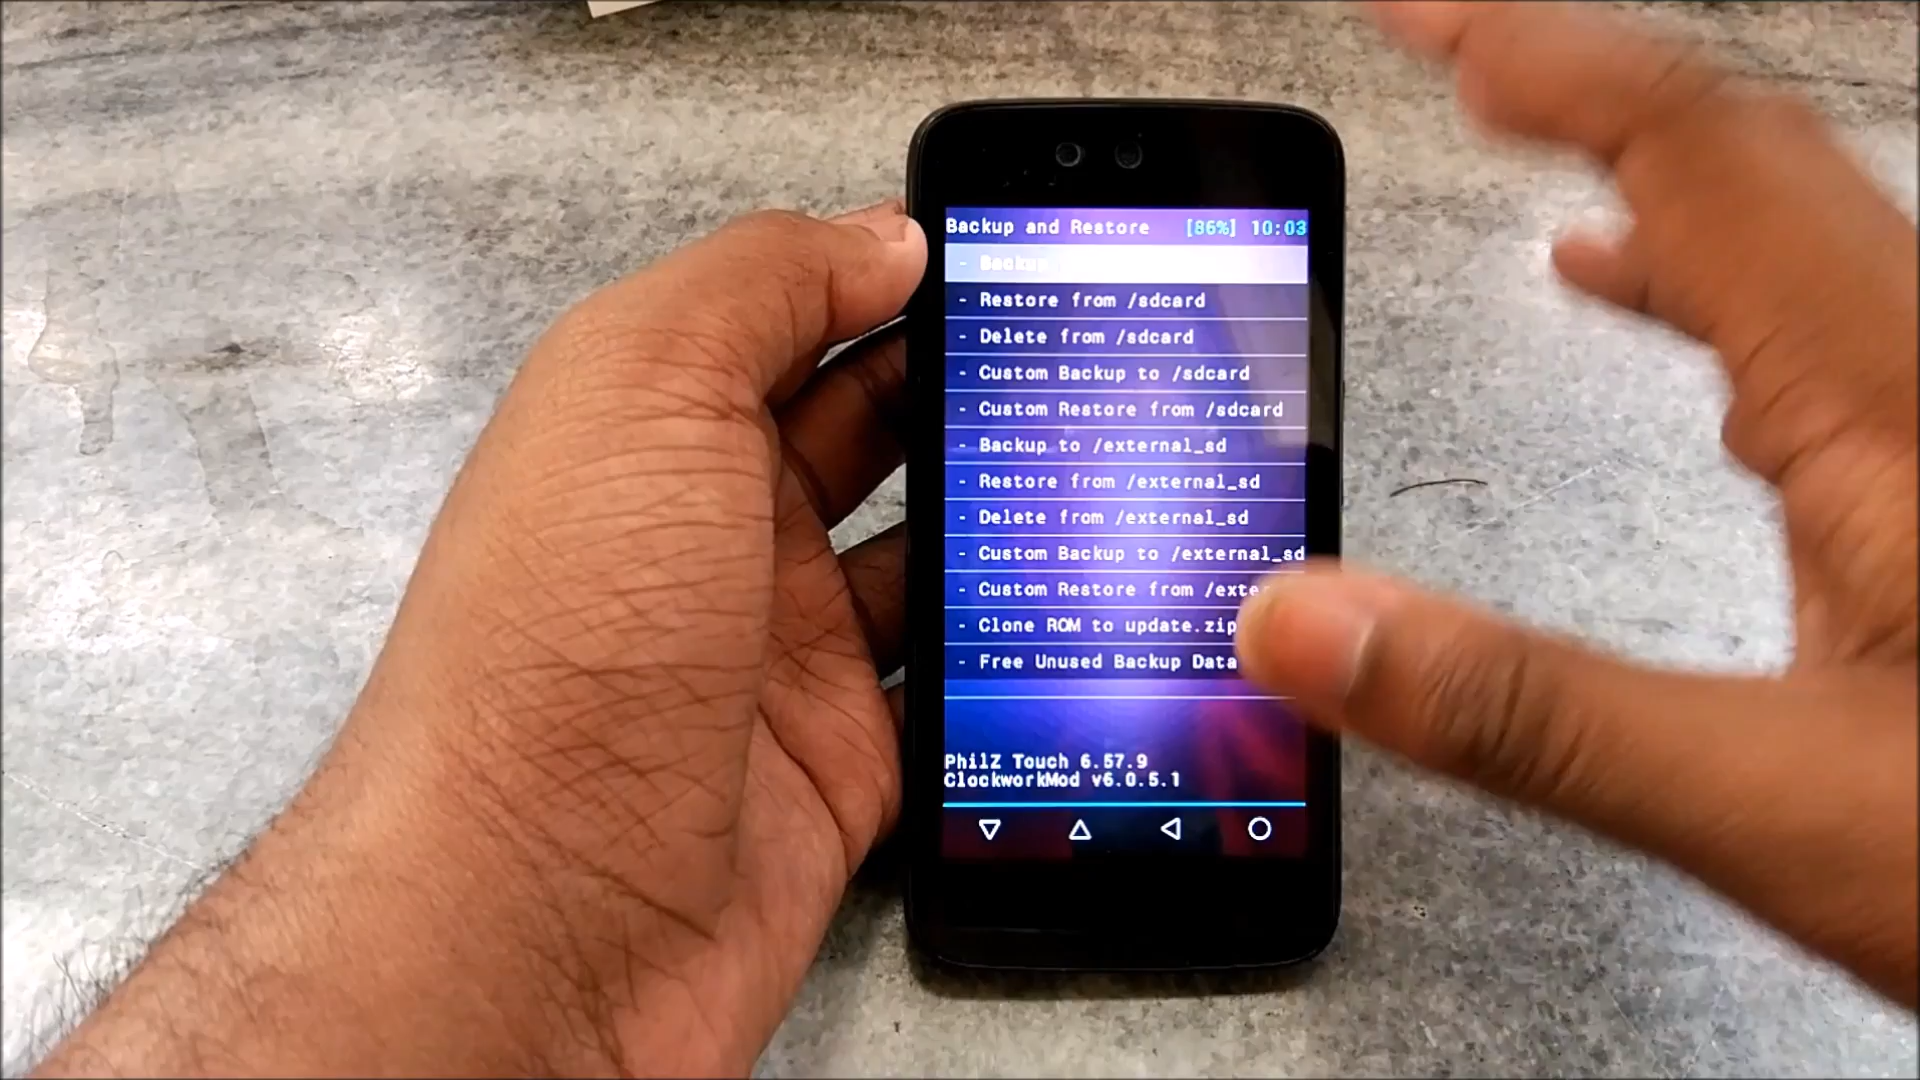 Backup and Restore [86%] 10:03
- Backup
- Restore from /sdcard
- Delete from /sdcard
- Custom Backup to /sdcard
- Custom Restore from /sdcard
- Backup to /external_sd
- Restore from /external_sd
- Delete from /external_sd
- Custom Backup to /external_sd
- Custom Restore from /exte
- Clone ROM to update.zip
- Free Unused Backup Data
PhilZ Touch 6.57.9
ClockworkMod v6.0.5.1